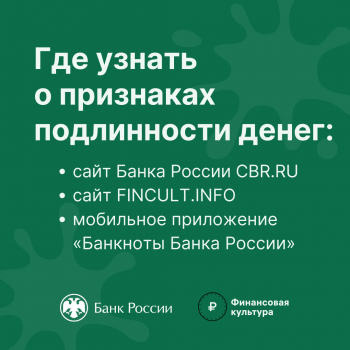 Где узнать
о признаках
подлинности денег:
• сайт Банка России CBR.RU
• сайт FINCULT.INFO
• мобильное приложение
«Банкноты Банка России»
Банк России
₽ Финансовая
культура